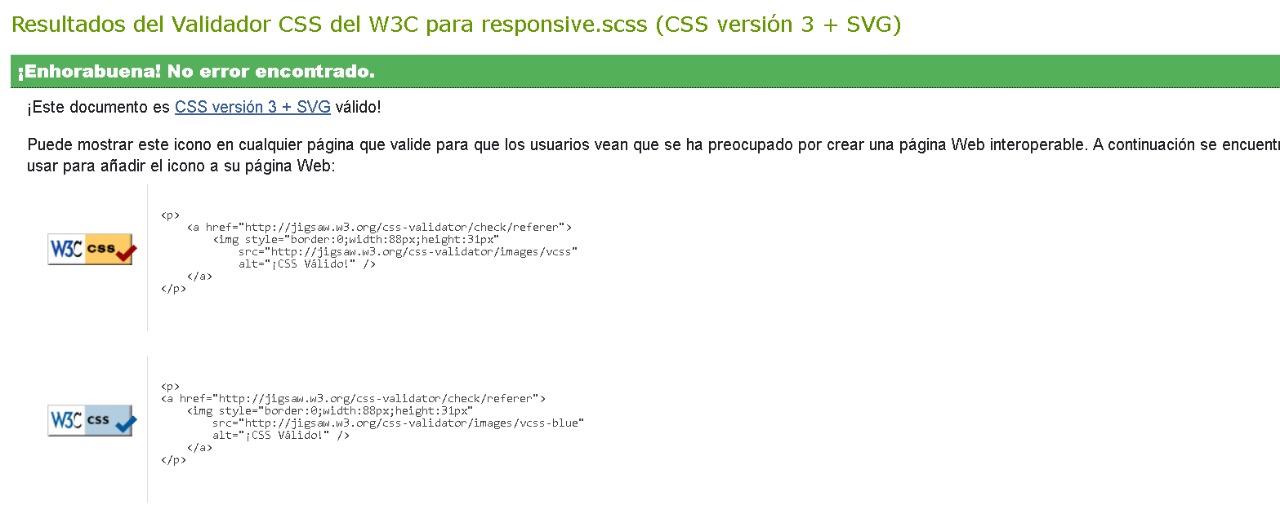 Resultados del Validador CSS del W3C para responsive.scss (CSS versión 3 + SVG)
¡Enhorabuena! No error encontrado.
¡Este documento es CSS versión 3 + SVG válido!
Puede mostrar este icono en cualquier página que valide para que los usuarios vean que se ha preocupado por crear una página Web interoperable. A continuación se encuentr
usar para añadir el icono a su página Web:
W3C css
<p>
    <a href="http://jigsaw.w3.org/css-validator/check/referer">
        <img style="border:0;width:88px;height:31px"
            src="http://jigsaw.w3.org/css-validator/images/vcss"
            alt="¡CSS Válido!" />
    </a>
</p>
W3C css
<p>
<a href="http://jigsaw.w3.org/css-validator/check/referer">
    <img style="border:0;width:88px;height:31px"
        src="http://jigsaw.w3.org/css-validator/images/vcss-blue"
        alt="¡CSS Válido!" />
    </a>
</p>